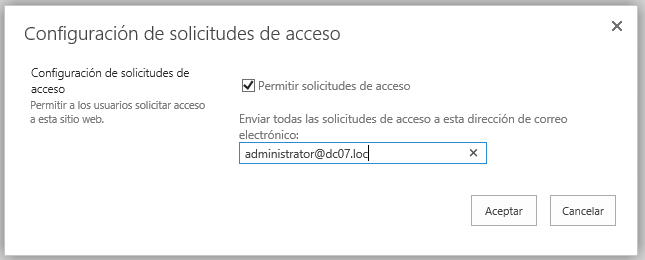 Configuración de solicitudes de acceso
Configuración de solicitudes de
acceso
Permitir a los usuarios solicitar acceso
a esta sitio web.
Permitir solicitudes de acceso
Enviar todas las solicitudes de acceso a esta dirección de correo
electrónico:
administrator@dc07.loc
Aceptar
Cancelar